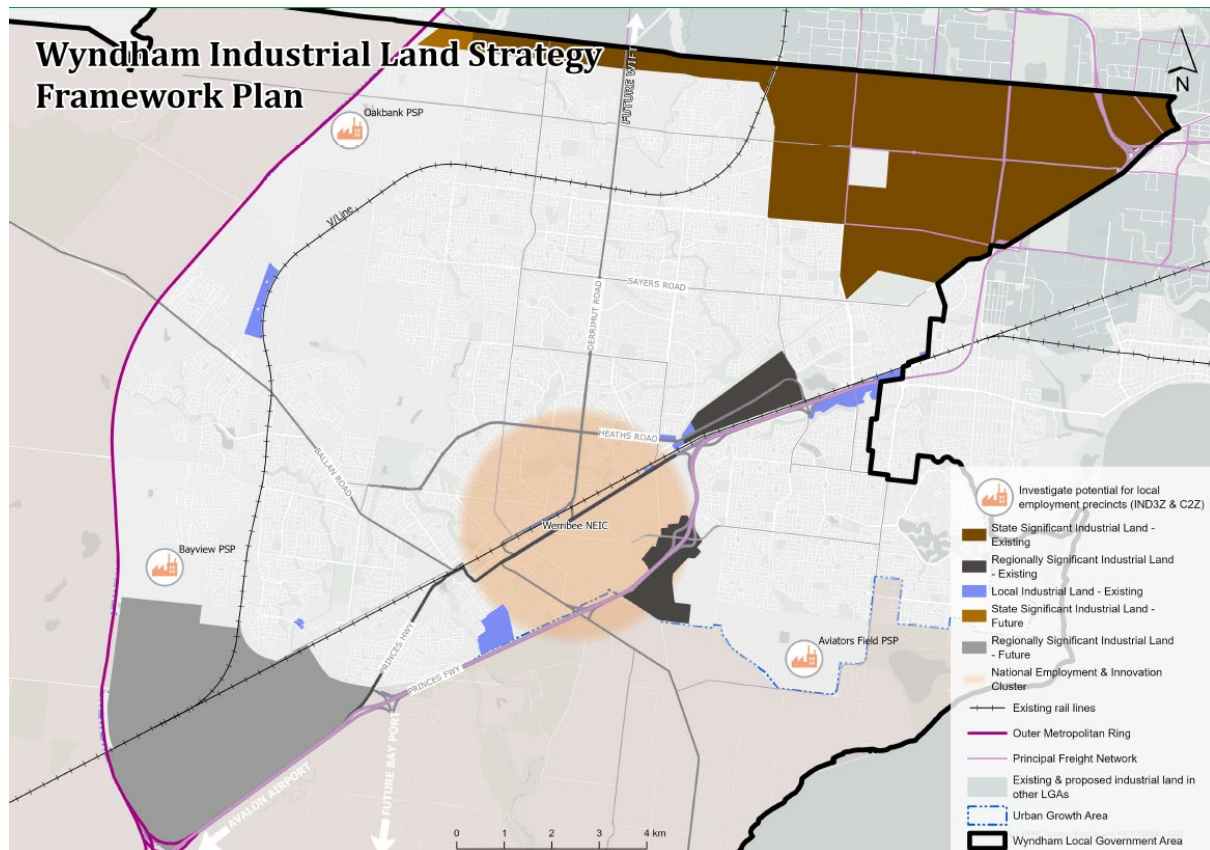 Wyndham Industrial Land Strategy
Framework Plan
FUTURE WIFT
N
Oakbank PSP
V/Line
SAYERS ROAD
DERRIMUT ROAD
HEATHS ROAD
BALLAN ROAD
Werribee NEIC
Bayview PSP
PRINCES HWY
PRINCES FWY
Aviators Field PSP
AVALON AIRPORT
FUTURE BAY PORT
0 1 2 3 4 km
Investigate potential for local
employment precincts (IND3Z & C2Z)
State Significant Industrial Land -
Existing
Regionally Significant Industrial Land
- Existing
Local Industrial Land - Existing
State Significant Industrial Land -
Future
Regionally Significant Industrial Land
- Future
National Employment & Innovation
Cluster
Existing rail lines
Outer Metropolitan Ring
Principal Freight Network
Existing & proposed industrial land in
other LGAs
Urban Growth Area
Wyndham Local Government Area